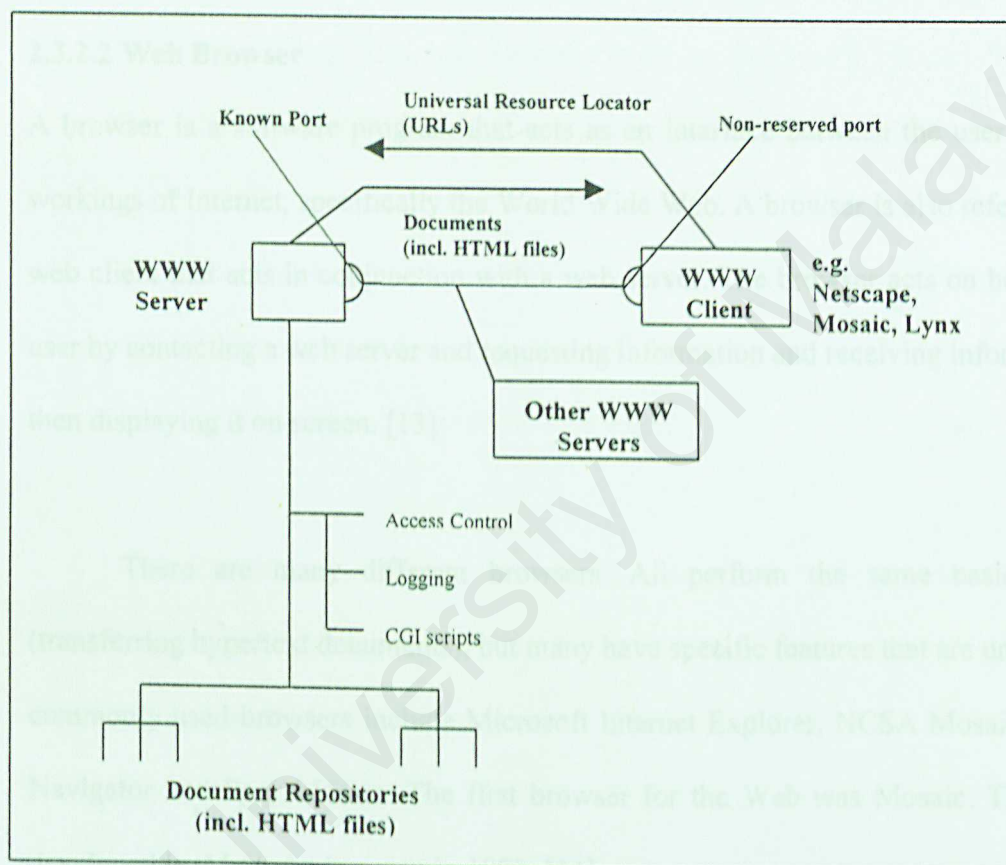 2.3.2.2 Web Browser
Universal Resource Locator
(URLs)
Known Port
Non-reserved port
A browser is a software program that acts as an interface between the user
workings of Internet, specifically the World Wide Web. A browser is also refe
Documents
(incl. HTML files)
WWW
Server
WWW
Client
e.g.
Netscape,
Mosaic, Lynx
web client that acts in conjunction with a web server. The browser acts on be
user by contacting a web server and requesting information and receiving infor
then displaying it on screen. [13]
Other WWW
Servers
Access Control
Logging
CGI scripts
There are many different browsers. All perform the same basic
(transferring hypertext documents) but many have specific features that are
commonly used browsers include Microsoft Internet Explorer, NCSA Mosai
Navigator The first browser for the Web was Mosaic.
Document Repositories
(incl. HTML files)
University of Malay